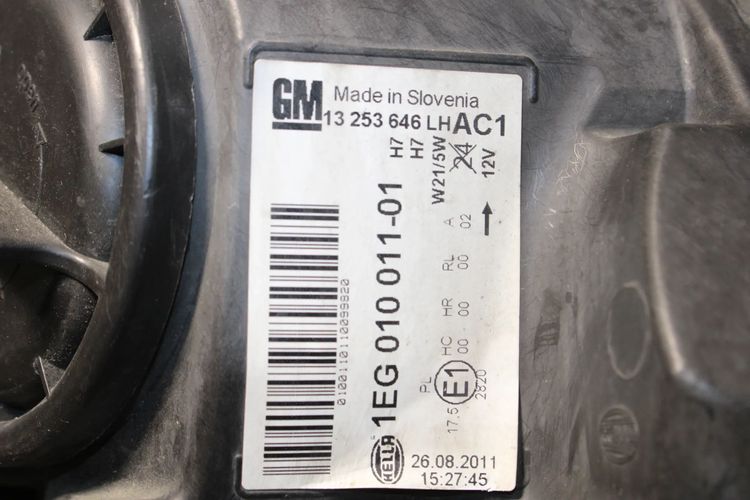 GM Made in Slovenia
13 253 646 LH AC1
H7
H7
W21/5W
24
12V
1EG 010 011-01
01001101110099820
A
02
RL
00
HR
00
HC
00
PL
17.5
E1
2820
HELLA
26.08.2011
15:27:45